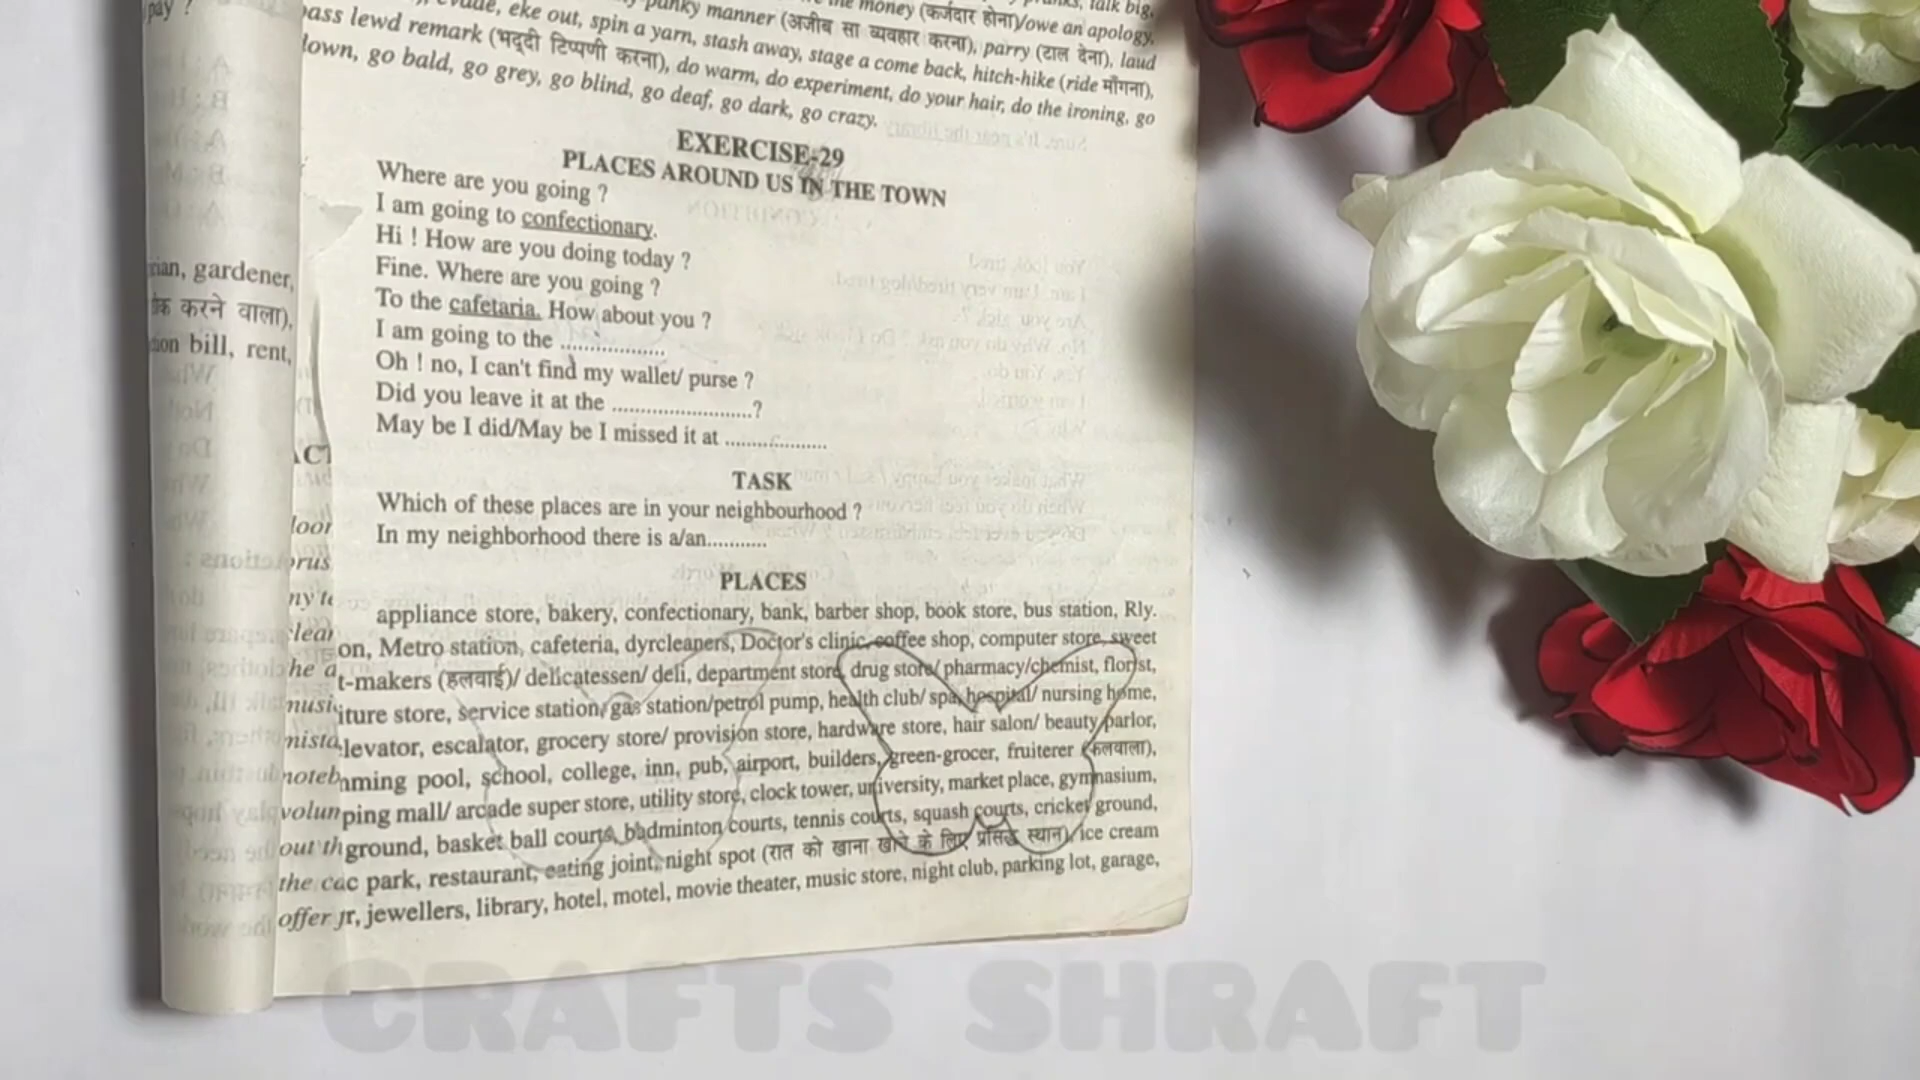 pay ?
evade, eke out, spin a yarn, stash away, stage a come back, hitch-hike (ride माँगना),
manner (अजीब सा व्यवहार करना), parry (टाल देना), laud
the money (कर्जदार होना)/owe an apology,
talk big,
pass lewd remark (भद्दी टिप्पणी करना), do warm, do experiment, do your hair, do the ironing, go
down, go bald, go grey, go blind, go deaf, go dark, go crazy.
EXERCISE-29
PLACES AROUND US IN THE TOWN
Where are you going ?
I am going to confectionary.
Hi ! How are you doing today ?
Fine. Where are you going ?
To the cafetaria. How about you ?
I am going to the ..................
Oh ! no, I can't find my wallet/ purse ?
Did you leave it at the ........................?
May be I did/May be I missed it at .................
TASK
Which of these places are in your neighbourhood ?
In my neighborhood there is a/an...........
PLACES
appliance store, bakery, confectionary, bank, barber shop, book store, bus station, Rly.
on, Metro station, cafeteria, dyrcleaners, Doctor's clinic, coffee shop, computer store, sweet
t-makers (हलवाई)/ delicatessen/ deli, department store, drug store/ pharmacy/chemist, florist,
iture store, service station/ gas station/petrol pump, health club/ spa, hospital/ nursing home,
levator, escalator, grocery store/ provision store, hardware store, hair salon/ beauty parlor,
ming pool, school, college, inn, pub, airport, builders, green-grocer, fruiterer (फलवाला),
ping mall/ arcade super store, utility store, clock tower, university, market place, gymnasium,
ground, basket ball courts, badminton courts, tennis courts, squash courts, cricket ground,
c park, restaurant, eating joint, night spot (रात को खाना खाने के लिए प्रसिद्ध स्थान), ice cream
r, jewellers, library, hotel, motel, movie theater, music store, night club, parking lot, garage,
gardener,
करने वाला),
bill, rent,
the
offer
CRAFTS SHRAFT